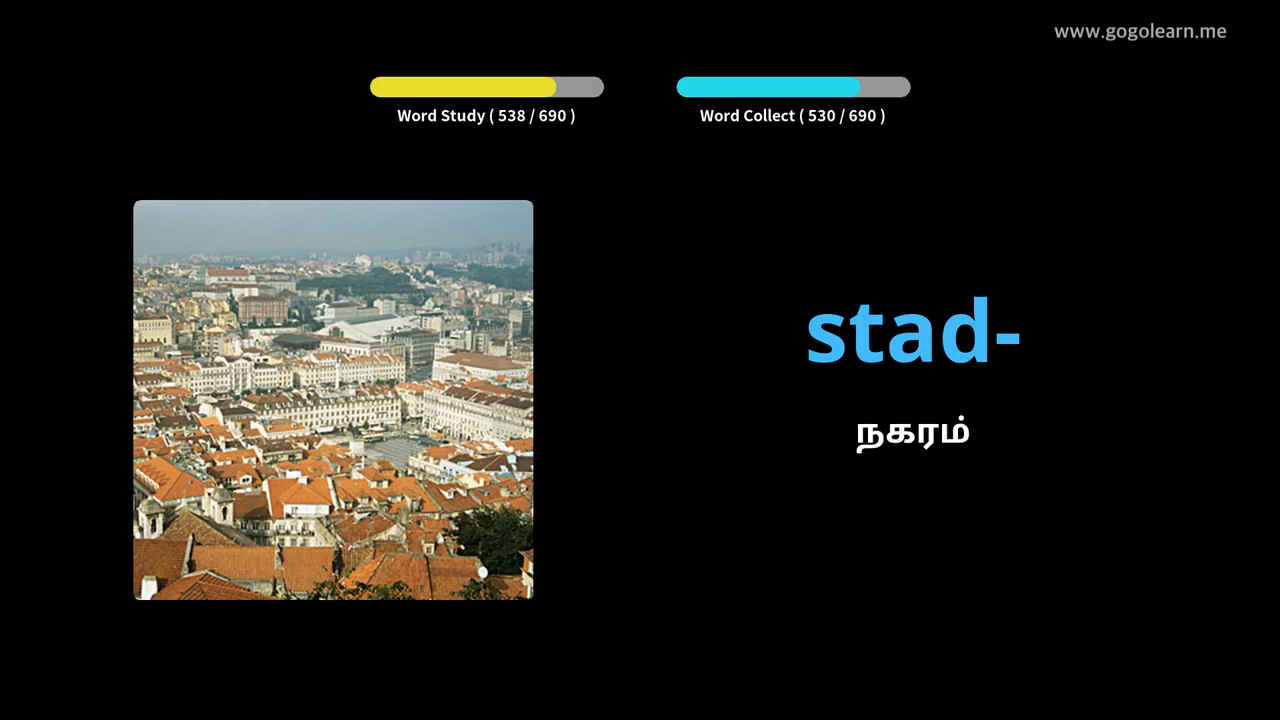 www.gogolearn.me
Word Study ( 538 / 690 )
Word Collect ( 530 / 690 )
stad-
நகரம்